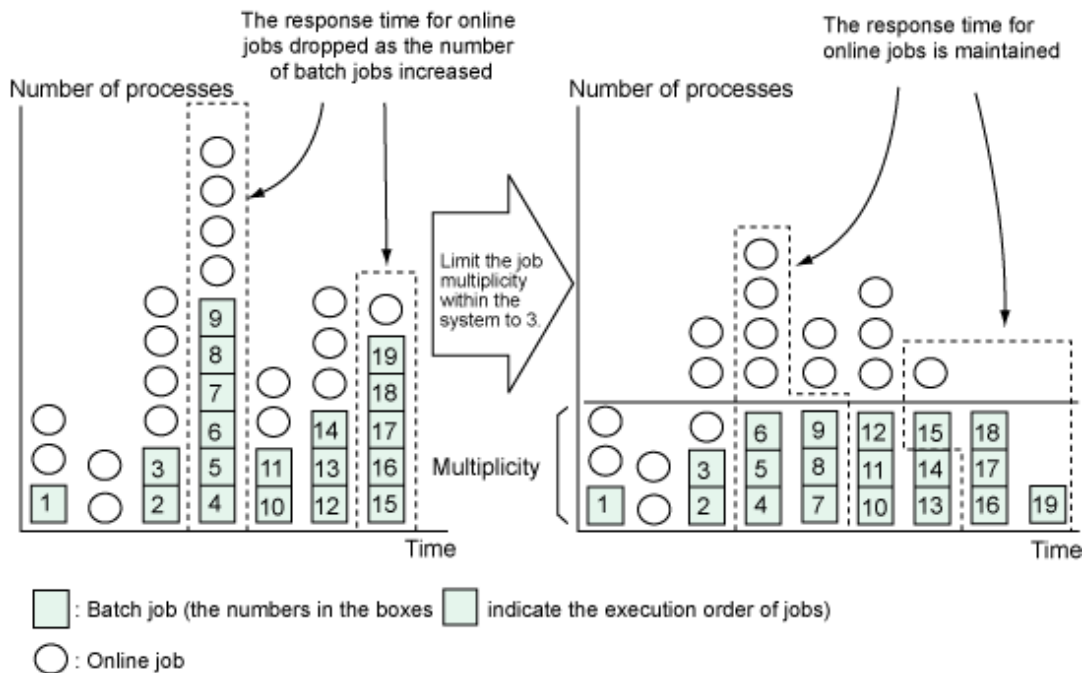 The response time for online
jobs dropped as the number
of batch jobs increased
The response time for
online jobs is maintained
Number of processes
Number of processes
Limit the job
multiplicity
within the
system to 3.
9
8
7
6
5
4
1
3
2
11
10
14
13
12
19
18
17
16
15
Time
Multiplicity
1
3
2
6
5
4
9
8
7
12
11
10
15
14
13
18
17
16
19
Time
: Batch job (the numbers in the boxes indicate the execution order of jobs)
: Online job